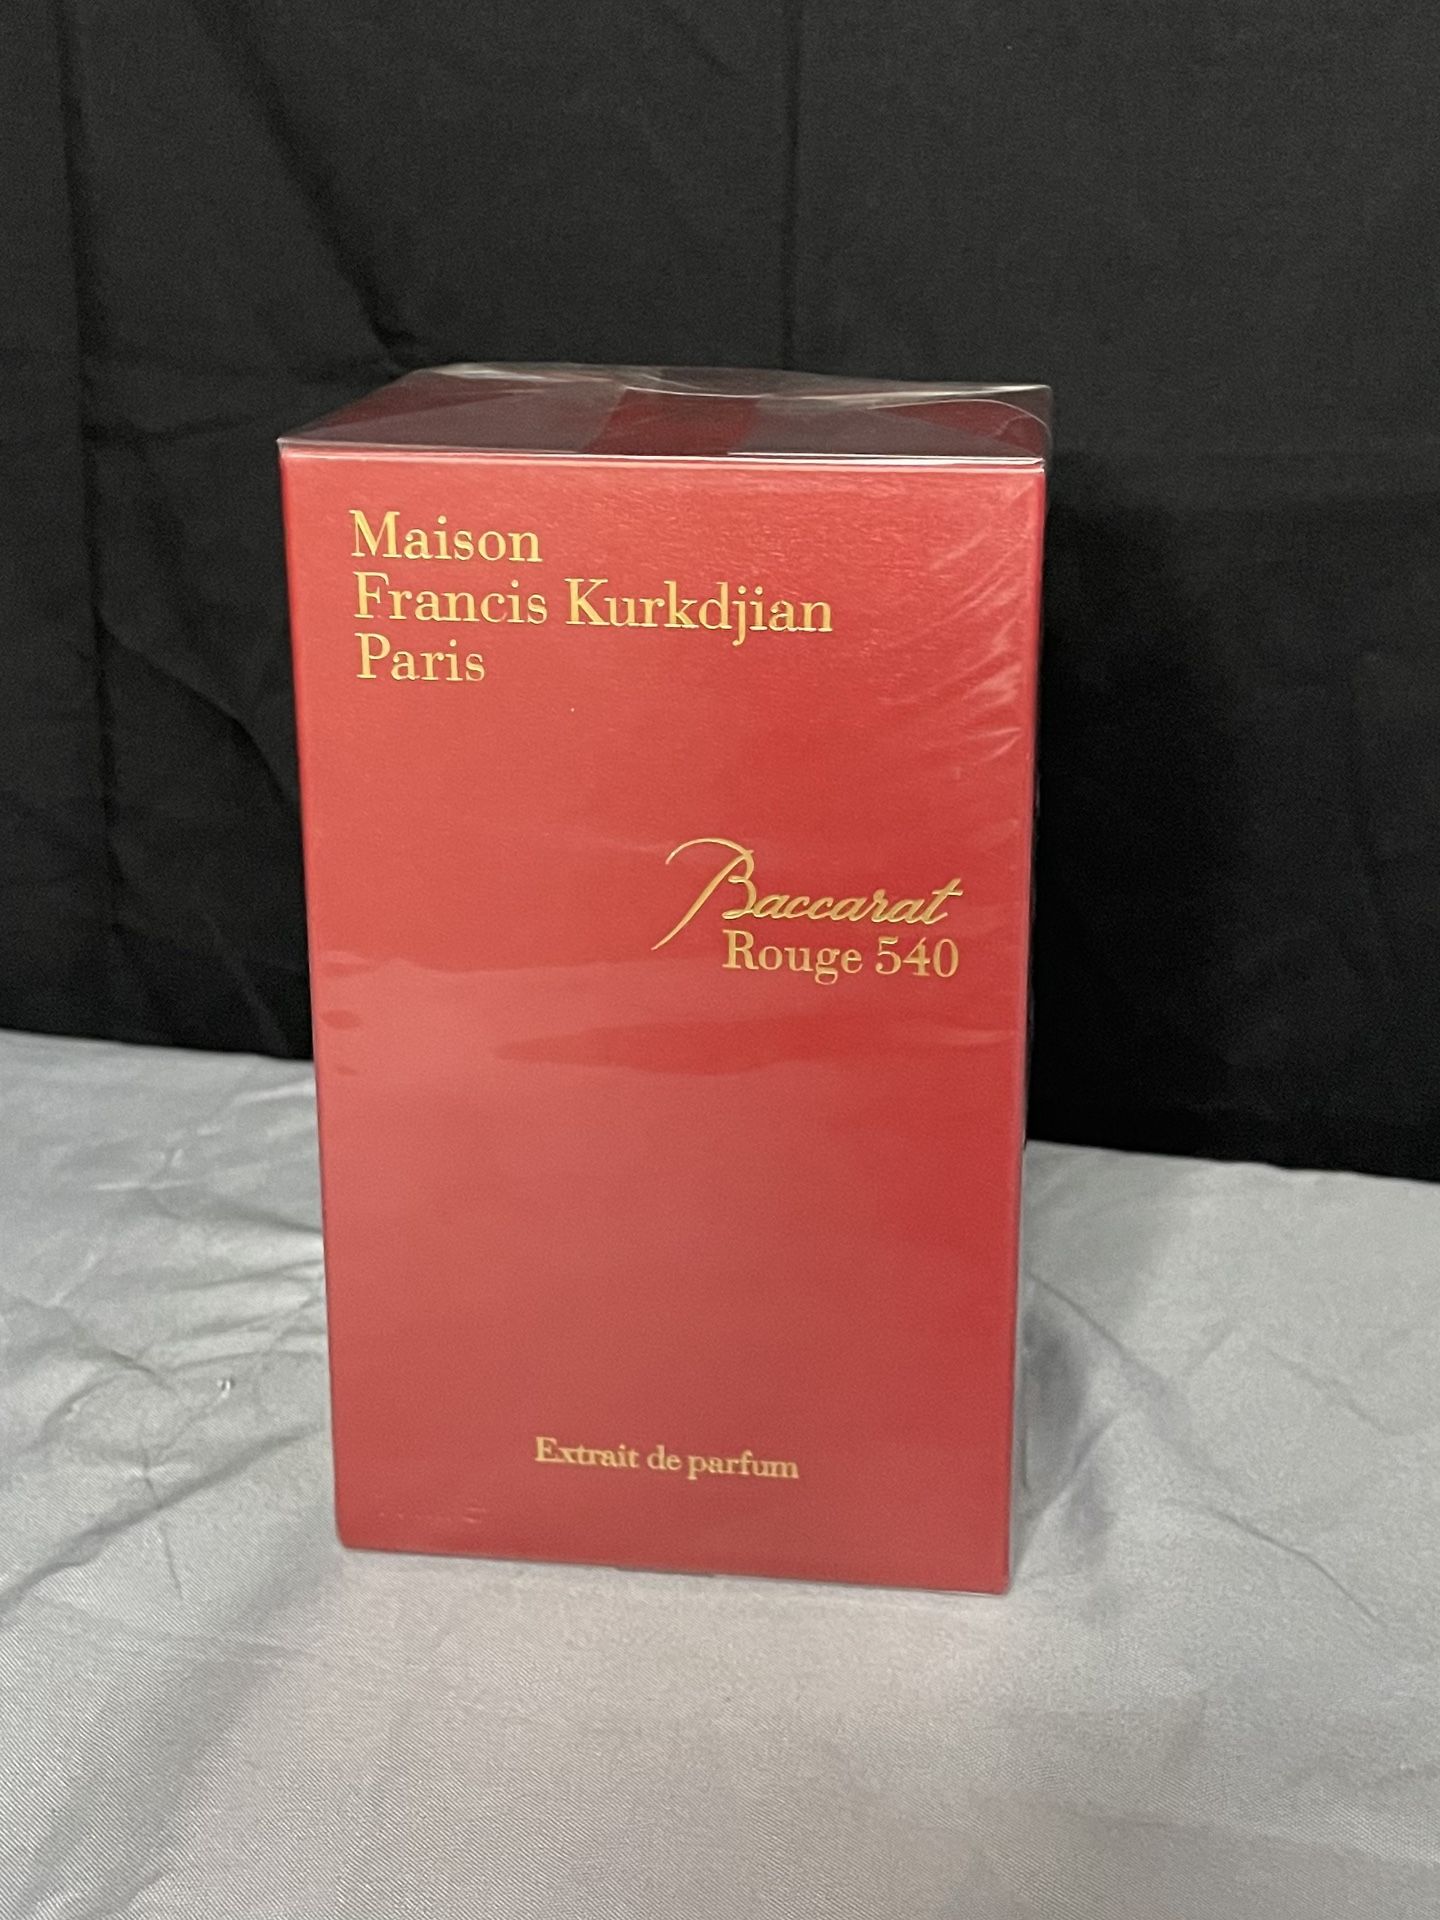 Maison
Francis Kurkdjian
Paris
Baccarat
Rouge 540
Extrait de parfum